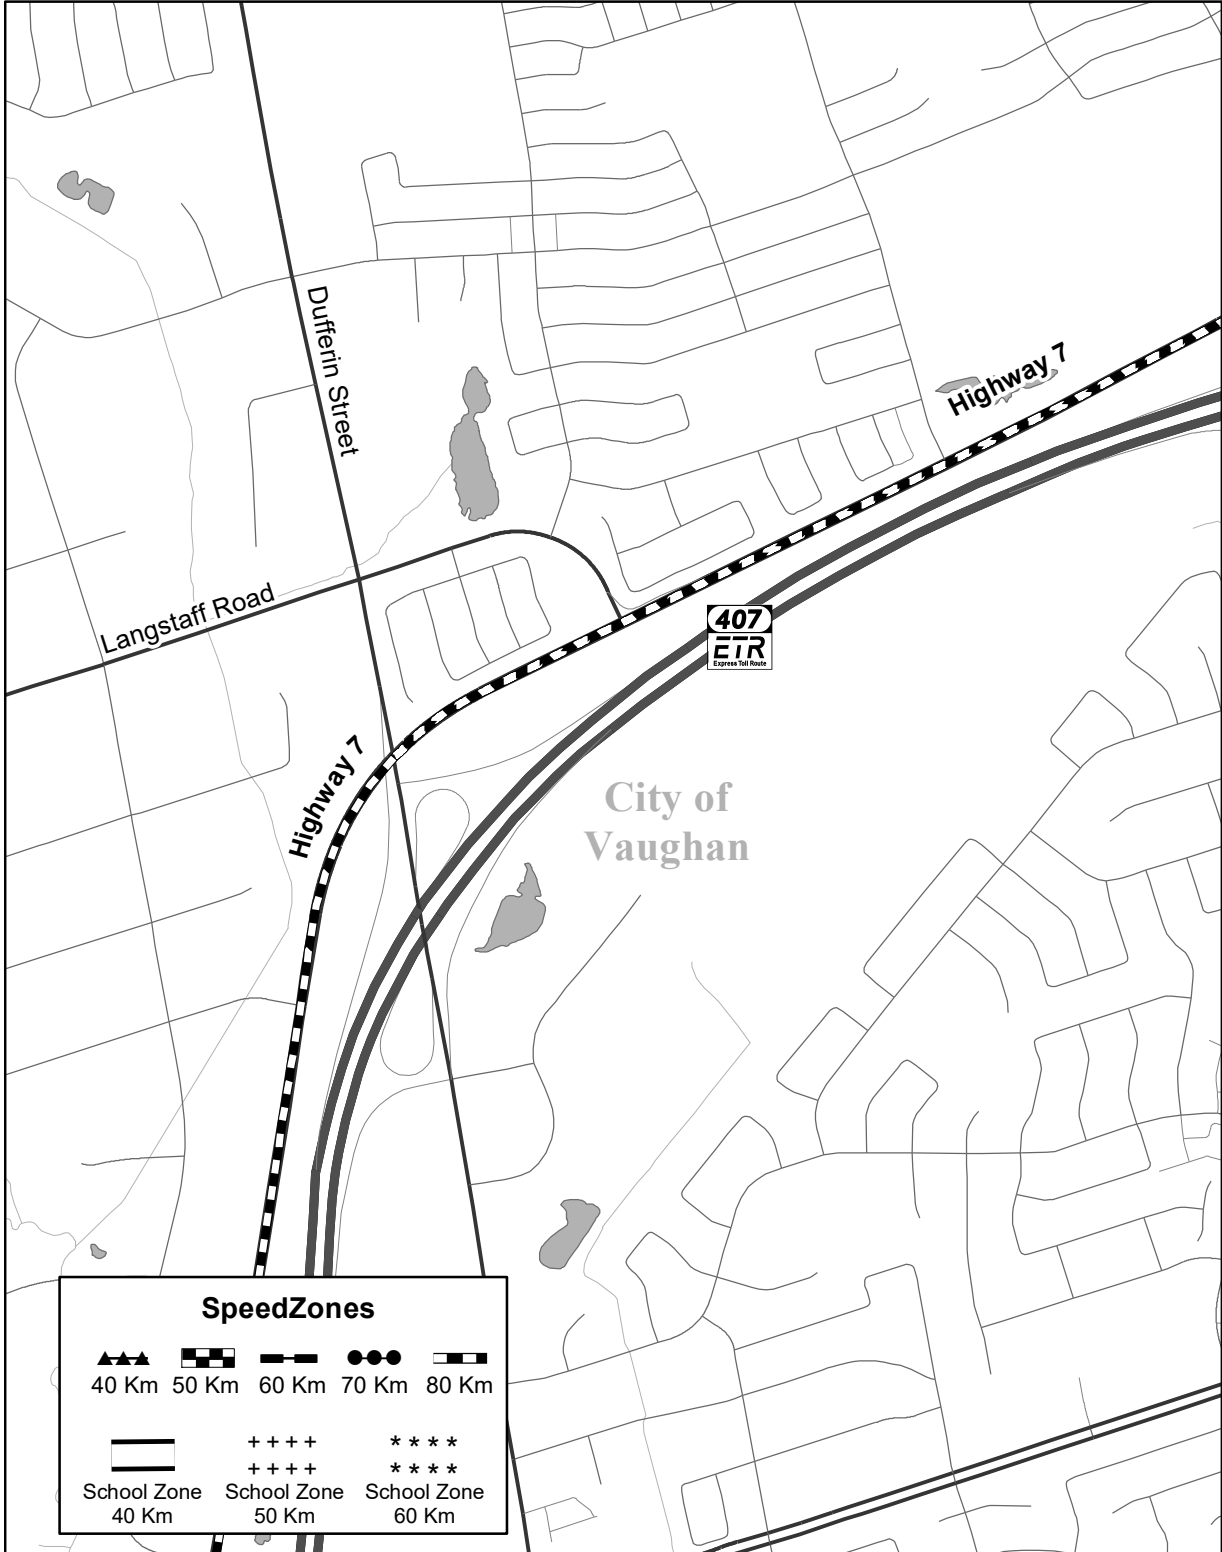 Dufferin Street
Highway 7
Langstaff Road
407
ETR
Express Toll Route
Highway 7
City of
Vaughan
SpeedZones
40 Km 50 Km 60 Km 70 Km 80 Km
School Zone School Zone School Zone
40 Km 50 Km 60 Km